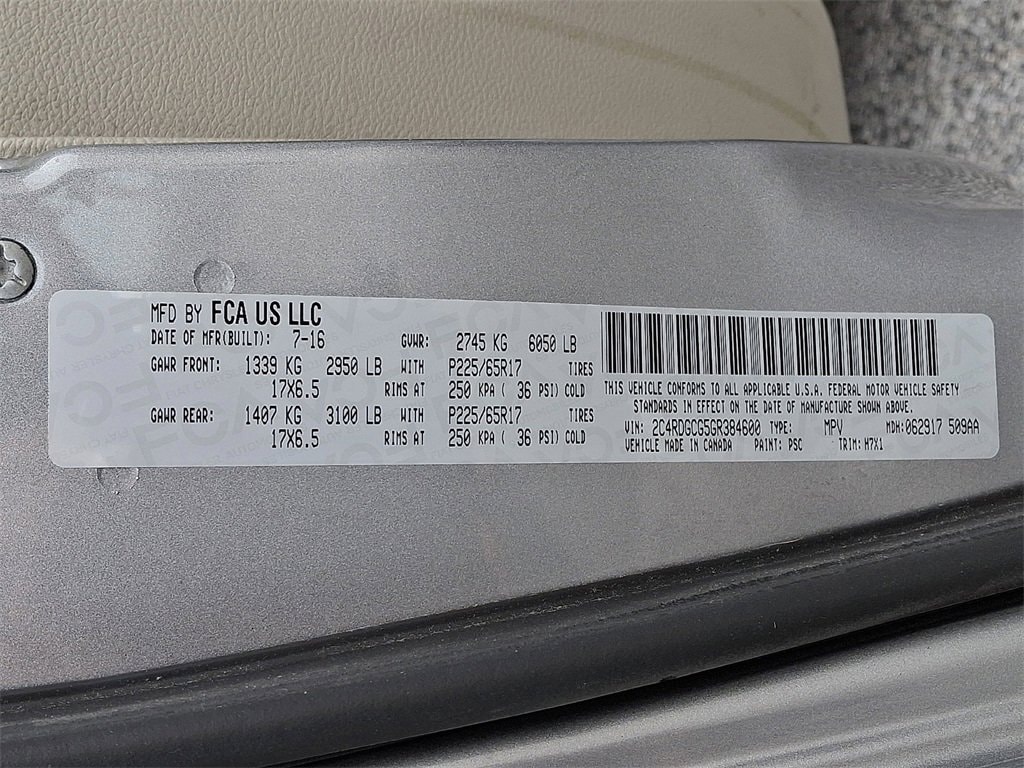 MFD BY FCA US LLC
DATE OF MFR(BUILT): 7-16 GVWR: 2745 KG 6050 LB
GAWR FRONT: 1339 KG 2950 LB WITH P225/65R17 TIRES
17X6.5 RIMS AT 250 KPA ( 36 PSI) COLD
GAWR REAR: 1407 KG 3100 LB WITH P225/65R17 TIRES
17X6.5 RIMS AT 250 KPA ( 36 PSI) COLD
THIS VEHICLE CONFORMS TO ALL APPLICABLE U.S.A. FEDERAL MOTOR VEHICLE SAFETY
STANDARDS IN EFFECT ON THE DATE OF MANUFACTURE SHOWN ABOVE.
VIN: 2C4RDGCG5GR384600 TYPE: MPV MDH: 062917 509AA
VEHICLE MADE IN CANADA PAINT: PSC TRIM: M7X1